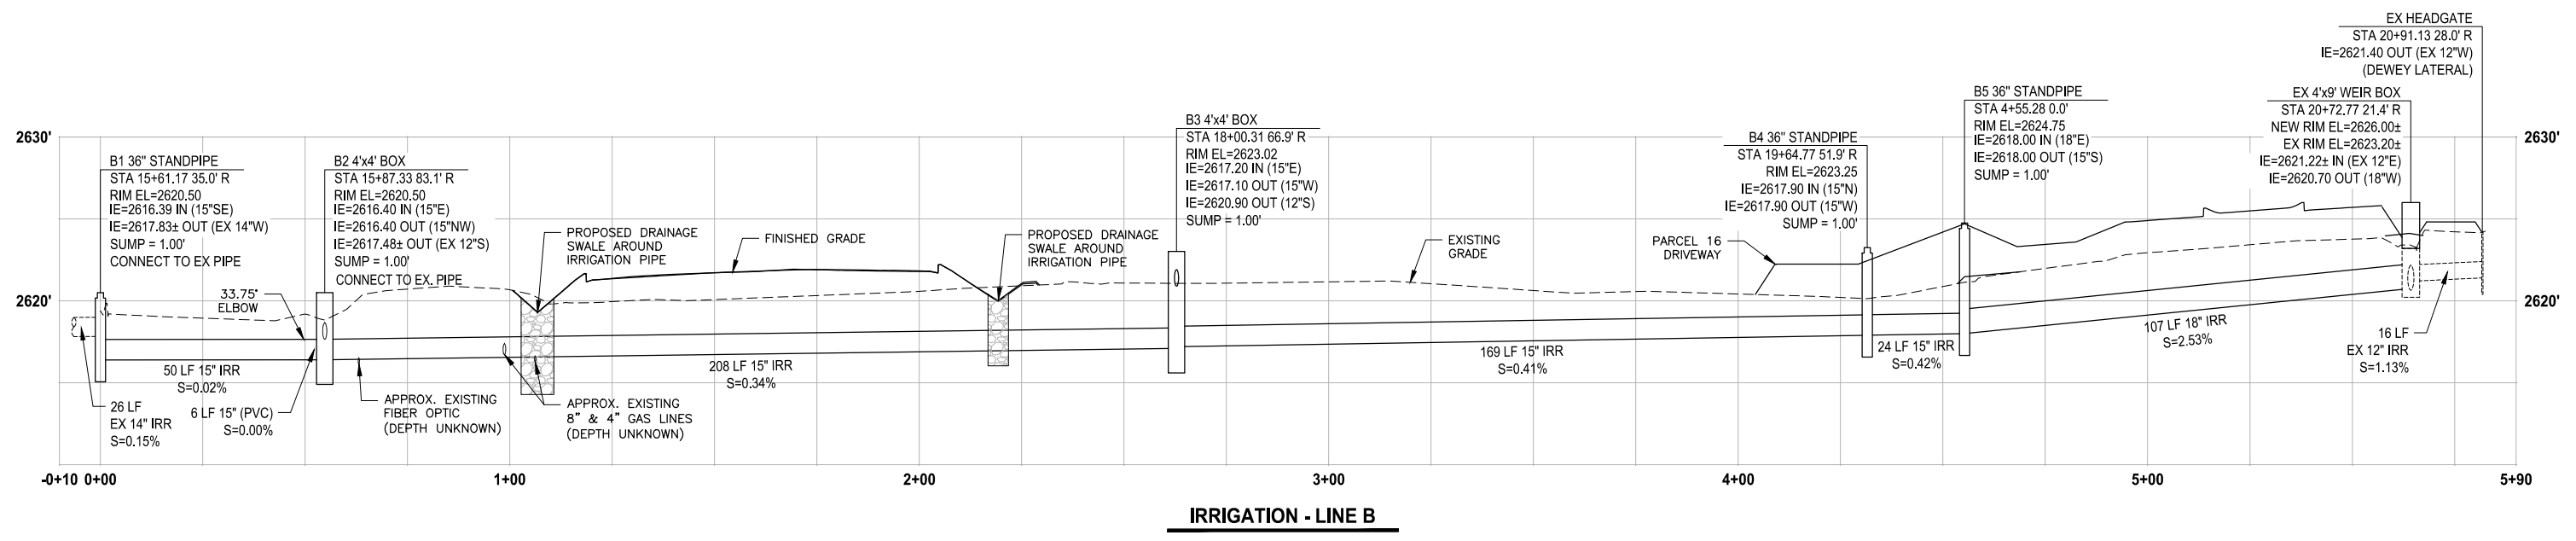 EX HEADGATE
STA 20+91.13 28.0' R
IE=2621.40 OUT (EX 12"W)
(DEWEY LATERAL)
B5 36" STANDPIPE
STA 4+55.28 0.0'
RIM EL=2624.75
IE=2618.00 IN (18"E)
IE=2618.00 OUT (15"S)
SUMP = 1.00'
EX 4'x9' WEIR BOX
STA 20+72.77 21.4' R
NEW RIM EL=2626.00±
EX RIM EL=2623.20±
IE=2621.22± IN (EX 12"E)
IE=2620.70 OUT (18"W)
B3 4'x4' BOX
STA 18+00.31 66.9' R
RIM EL=2623.02
IE=2617.20 IN (15"E)
IE=2617.10 OUT (15"W)
IE=2620.90 OUT (12"S)
SUMP = 1.00'
B4 36" STANDPIPE
STA 19+64.77 51.9' R
RIM EL=2623.25
IE=2617.90 IN (15"N)
IE=2617.90 OUT (15"W)
SUMP = 1.00'
2630'
2630'
B1 36" STANDPIPE
STA 15+61.17 35.0' R
RIM EL=2620.50
IE=2616.39 IN (15"SE)
IE=2617.83± OUT (EX 14"W)
SUMP = 1.00'
CONNECT TO EX PIPE
B2 4'x4' BOX
STA 15+87.33 83.1' R
RIM EL=2620.50
IE=2616.40 IN (15"E)
IE=2616.40 OUT (15"NW)
IE=2617.48± OUT (EX 12"S)
SUMP = 1.00'
CONNECT TO EX. PIPE
PROPOSED DRAINAGE
SWALE AROUND
IRRIGATION PIPE
FINISHED GRADE
PROPOSED DRAINAGE
SWALE AROUND
IRRIGATION PIPE
EXISTING
GRADE
PARCEL 16
DRIVEWAY
33.75°
ELBOW
2620'
2620'
50 LF 15" IRR
S=0.02%
208 LF 15" IRR
S=0.34%
169 LF 15" IRR
S=0.41%
24 LF 15" IRR
S=0.42%
107 LF 18" IRR
S=2.53%
16 LF
EX 12" IRR
S=1.13%
26 LF
EX 14" IRR
S=0.15%
6 LF 15" (PVC)
S=0.00%
APPROX. EXISTING
FIBER OPTIC
(DEPTH UNKNOWN)
APPROX. EXISTING
8" & 4" GAS LINES
(DEPTH UNKNOWN)
-0+10 0+00 1+00 2+00 3+00 4+00 5+00 5+90
IRRIGATION - LINE B